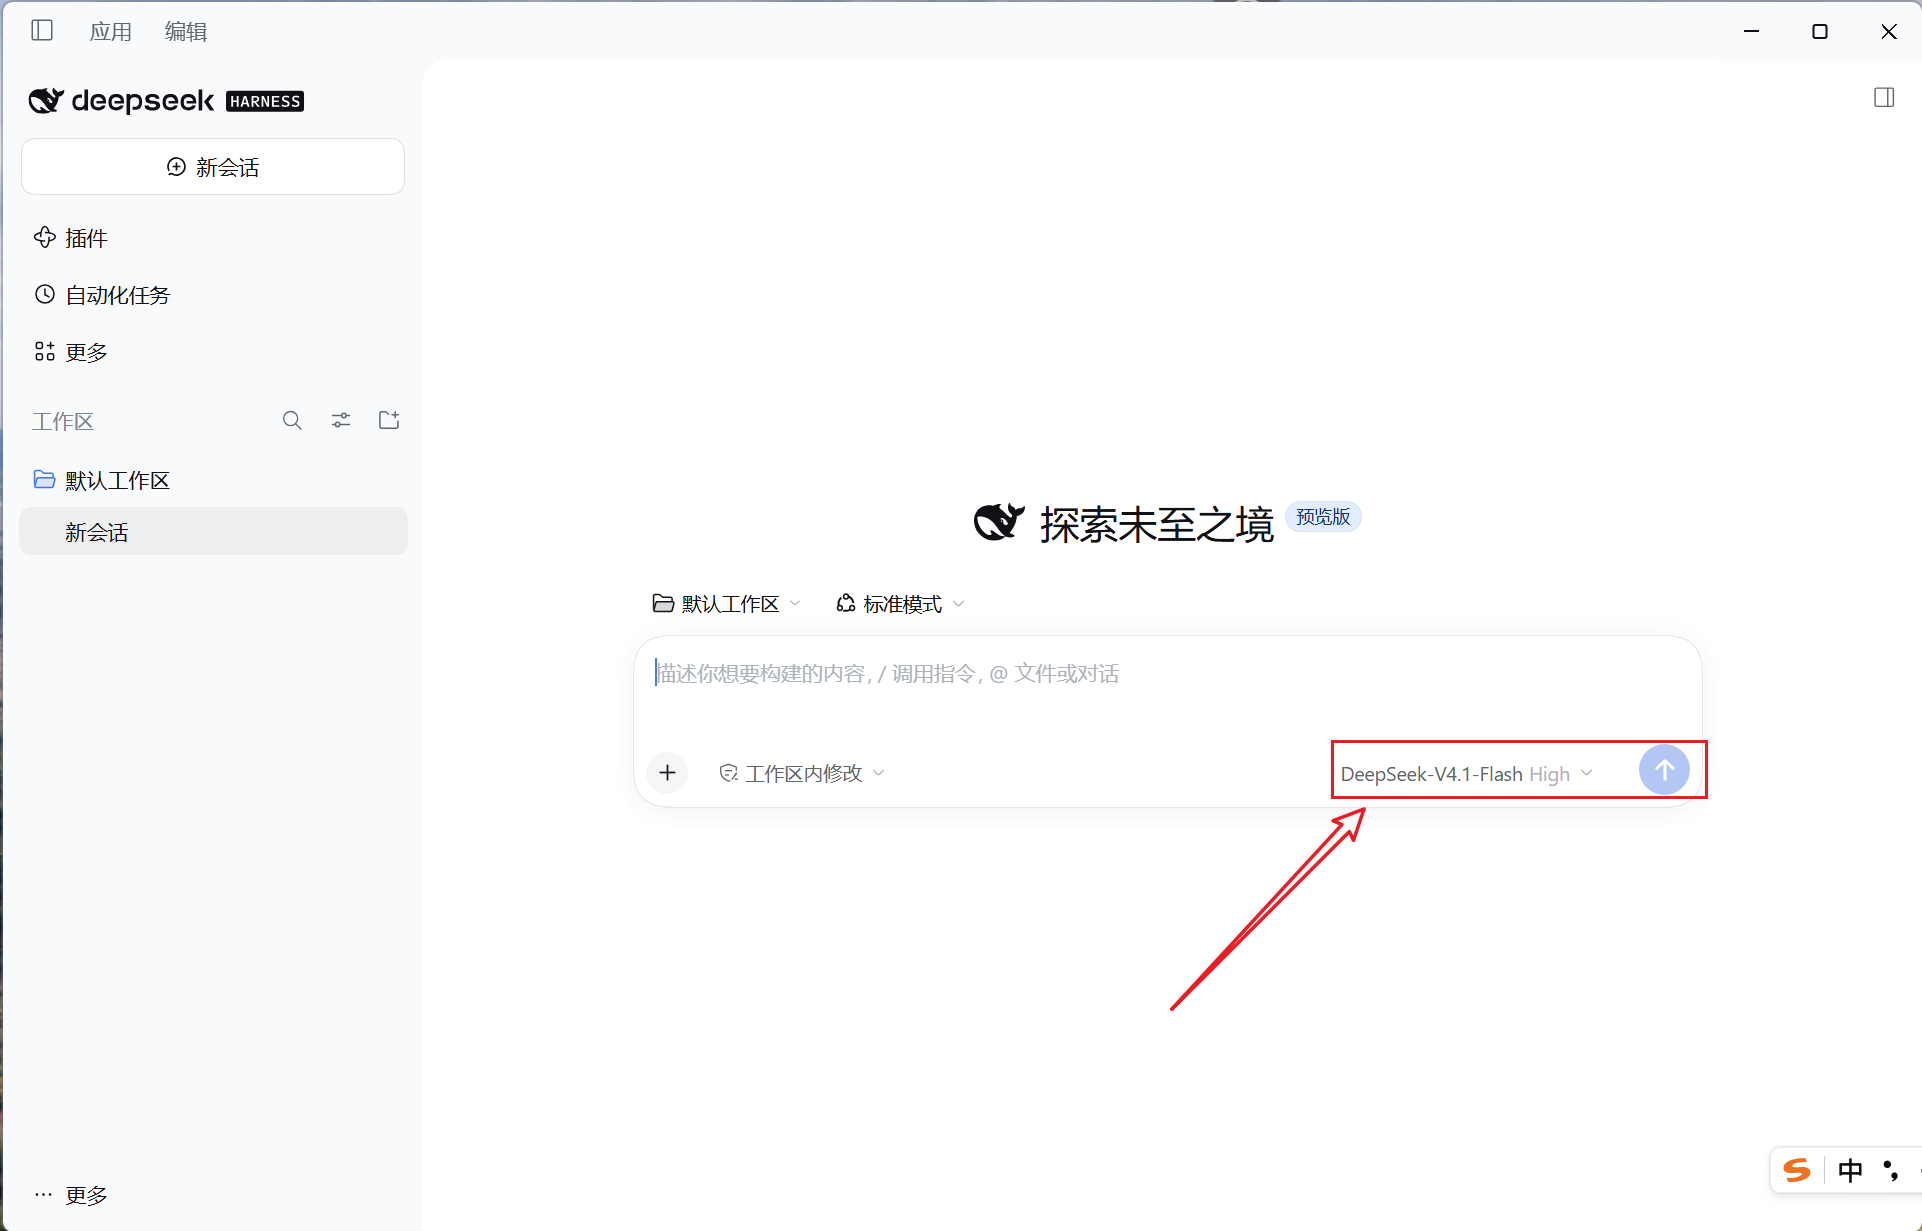 应用 编辑
deepseek HARNESS
新会话
插件
自动化任务
更多
工作区
默认工作区
新会话
探索未至之境 预览版
默认工作区 标准模式
描述你想要构建的内容, / 调用指令, @ 文件或对话
工作区内修改 DeepSeek-V4.1-Flash High
更多
S 中 •,